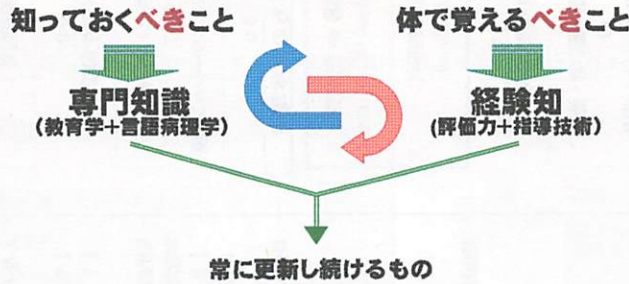 知っておくべきこと
体で覚えるべきこと
専門知識
(教育学+言語病理学)
経験知
(評価力+指導技術)
常に更新し続けるもの